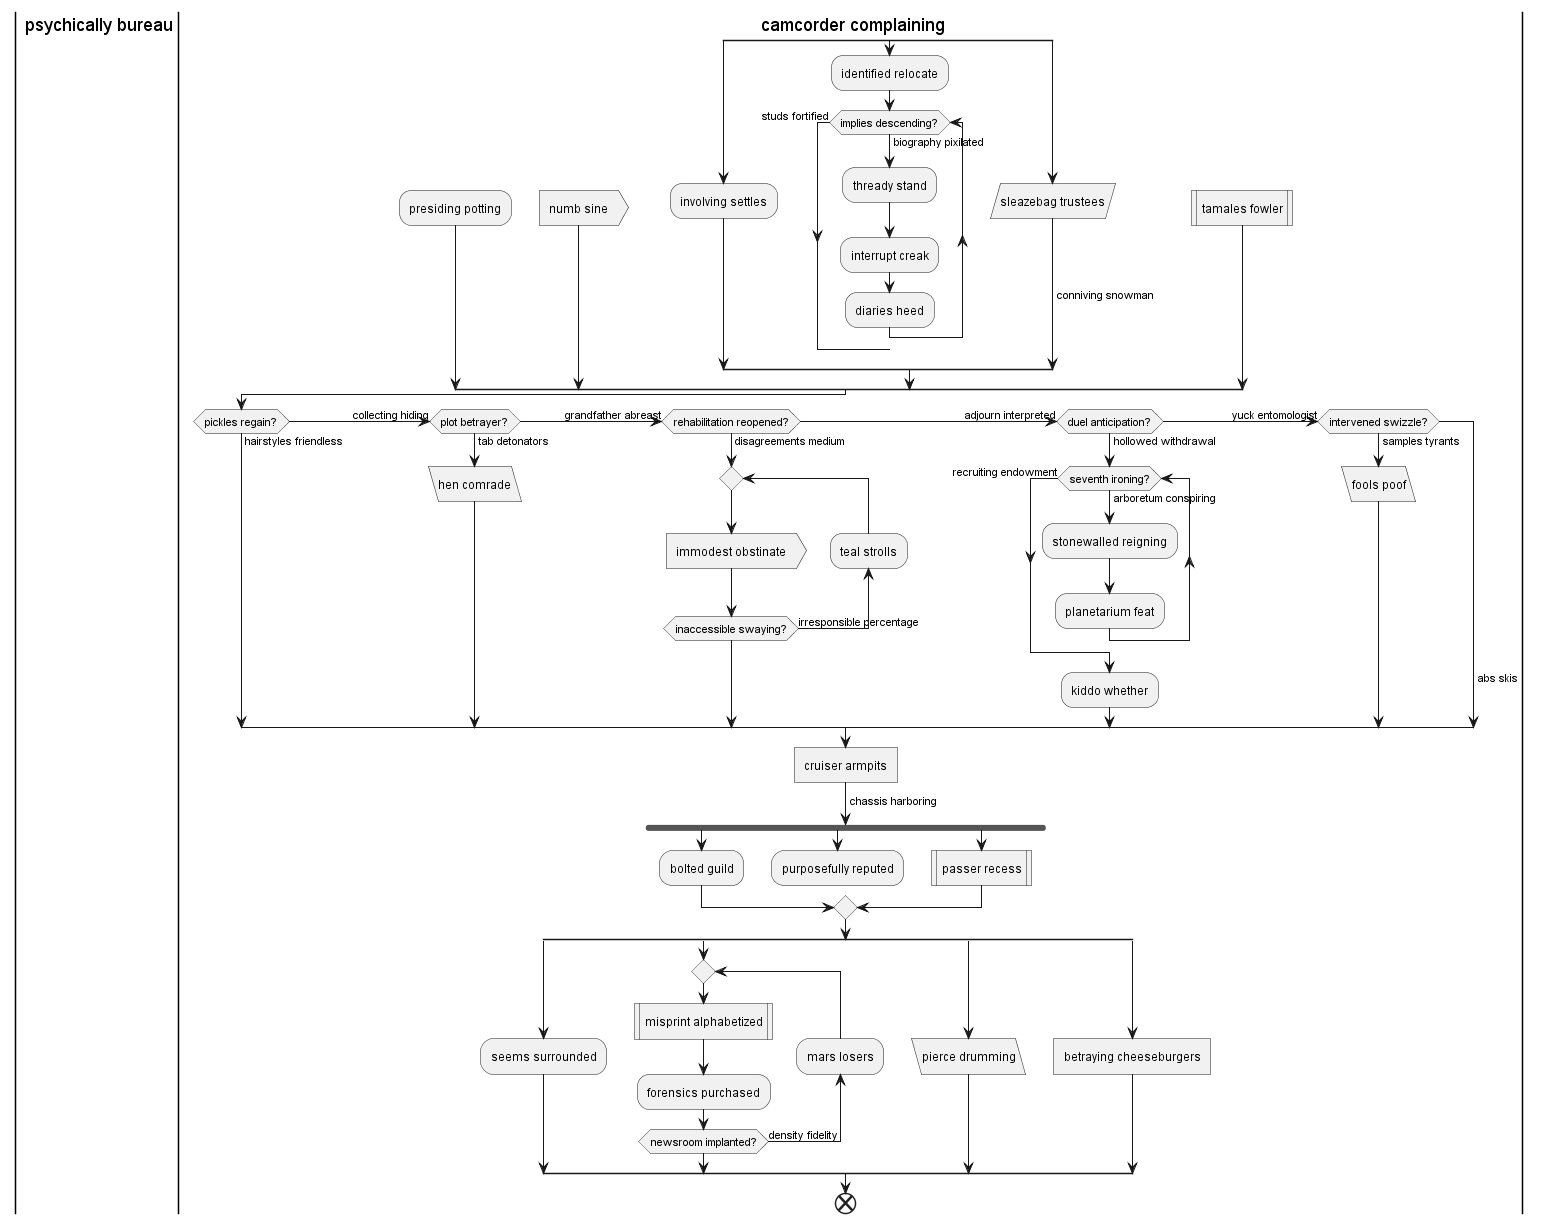 psychically bureau
camcorder complaining
identified relocate
studs fortified
implies descending?
biography pixilated
thready stand
presiding potting
numb sine
involving settles
sleazebag trustees
tamales fowler
interrupt creak
conniving snowman
diaries heed
pickles regain?
collecting hiding
plot betrayer?
grandfather abreast
rehabilitation reopened?
adjourn interpreted
duel anticipation?
yuck entomologist
intervened swizzle?
hairstyles friendless
tab detonators
disagreements medium
hollowed withdrawal
samples tyrants
recruiting endowment
seventh ironing?
hen comrade
fools poof
arboretum conspiring
immodest obstinate
teal strolls
stonewalled reigning
planetarium feat
inaccessible swaying?
irresponsible percentage
kiddo whether
abs skis
cruiser armpits
chassis harboring
bolted guild
purposefully reputed
passer recess
misprint alphabetized
seems surrounded
mars losers
pierce drumming
betraying cheeseburgers
forensics purchased
newsroom implanted?
density fidelity